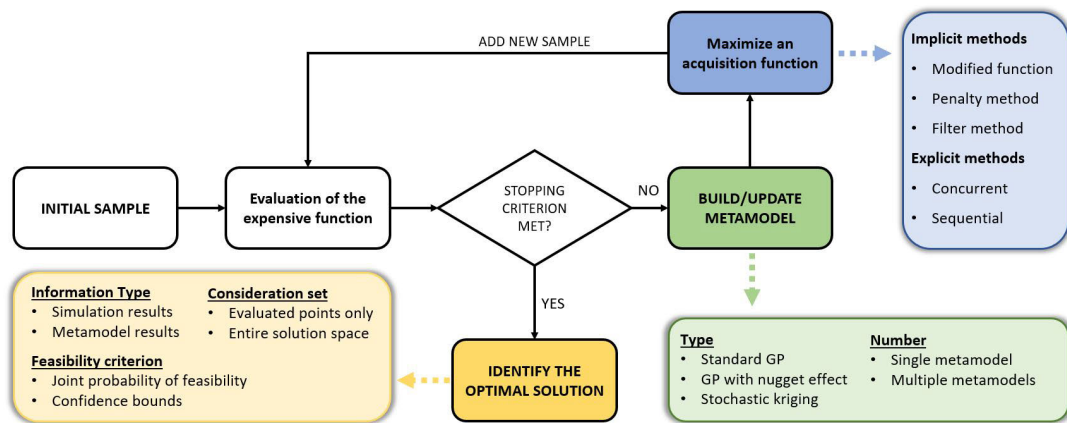 ADD NEW SAMPLE
Maximize an
acquisition function
Implicit methods
• Modified function
• Penalty method
• Filter method
Explicit methods
• Concurrent
• Sequential
INITIAL SAMPLE
Evaluation of the
expensive function
STOPPING
CRITERION
MET?
NO
BUILD/UPDATE
METAMODEL
YES
Information Type
• Simulation results
• Metamodel results
Consideration set
• Evaluated points only
• Entire solution space
Feasibility criterion
• Joint probability of feasibility
• Confidence bounds
IDENTIFY THE
OPTIMAL SOLUTION
Type
• Standard GP
• GP with nugget effect
• Stochastic kriging
Number
• Single metamodel
• Multiple metamodels